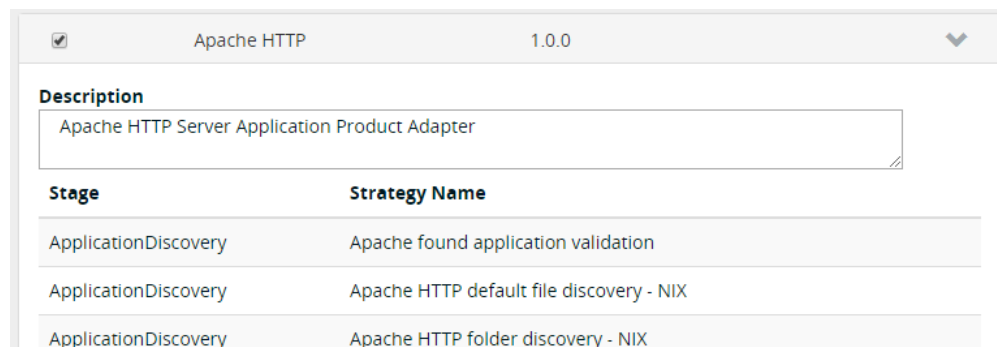 Apache HTTP 1.0.0
Description
Apache HTTP Server Application Product Adapter
Stage Strategy Name
ApplicationDiscovery Apache found application validation
ApplicationDiscovery Apache HTTP default file discovery - NIX
ApplicationDiscovery Apache HTTP folder discovery - NIX